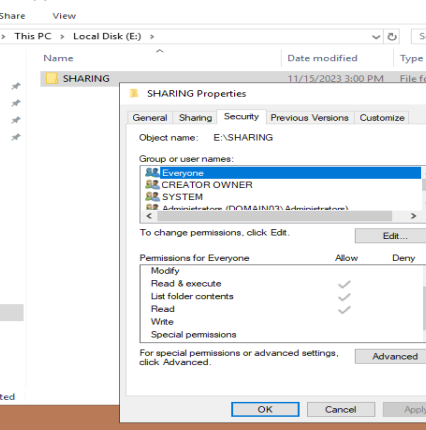 Share View
This PC > Local Disk (E:) >
Name Date modified Type
SHARING 11/15/2023 3:00 PM File
SHARING Properties
General Sharing Security Previous Versions Customize
Object name: E:\SHARING
Group or user names:
Everyone
CREATOR OWNER
SYSTEM
Administrators (DOMAIN03\Administrators)
To change permissions, click Edit.
Edit...
Permissions for Everyone Allow Deny
Modify
Read & execute
List folder contents
Read
Write
Special permissions
For special permissions or advanced settings,
click Advanced.
Advanced
OK Cancel Apply